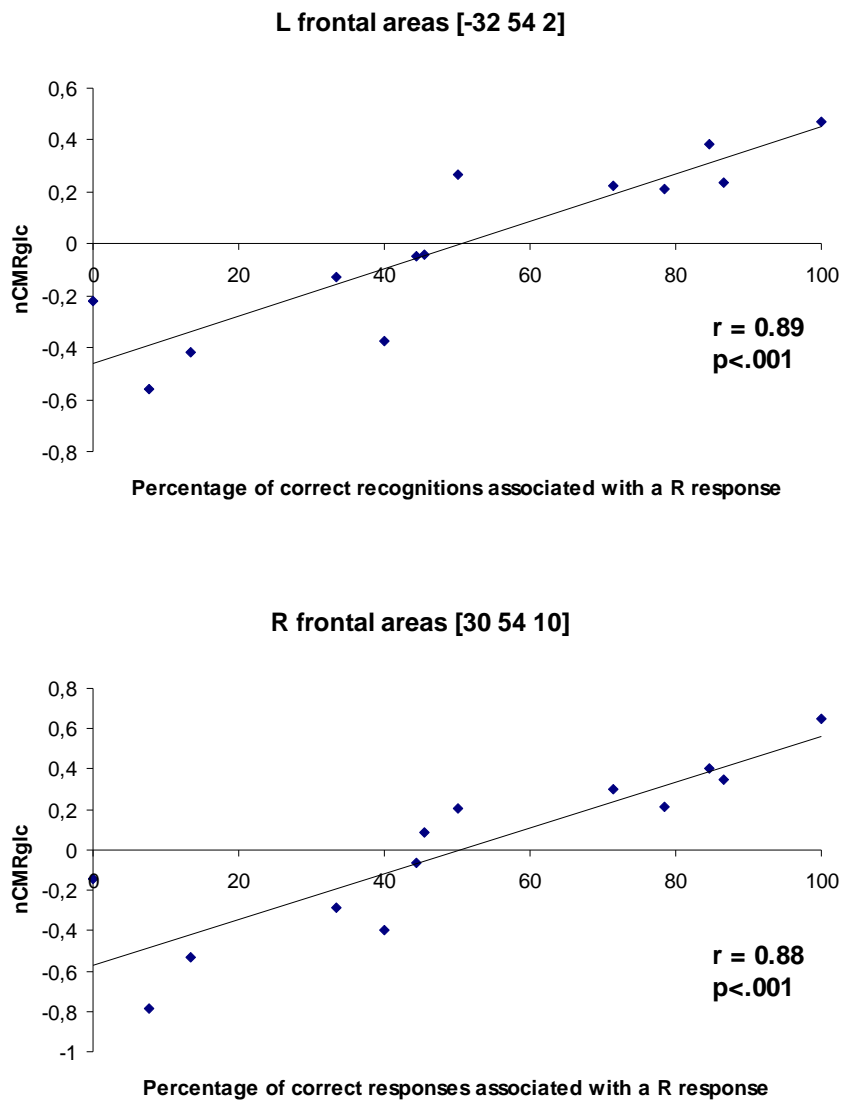 L frontal areas [-32 54 2]
0,6
0,4
0,2
0
-0,2
-0,4
-0,6
-0,8
nCMRglc
0 20 40 60 80 100
r = 0.89
p<.001
Percentage of correct recognitions associated with a R response
R frontal areas [30 54 10]
0,8
0,6
0,4
0,2
0
-0,2
-0,4
-0,6
-0,8
-1
nCMRglc
0 20 40 60 80 100
r = 0.88
p<.001
Percentage of correct responses associated with a R response